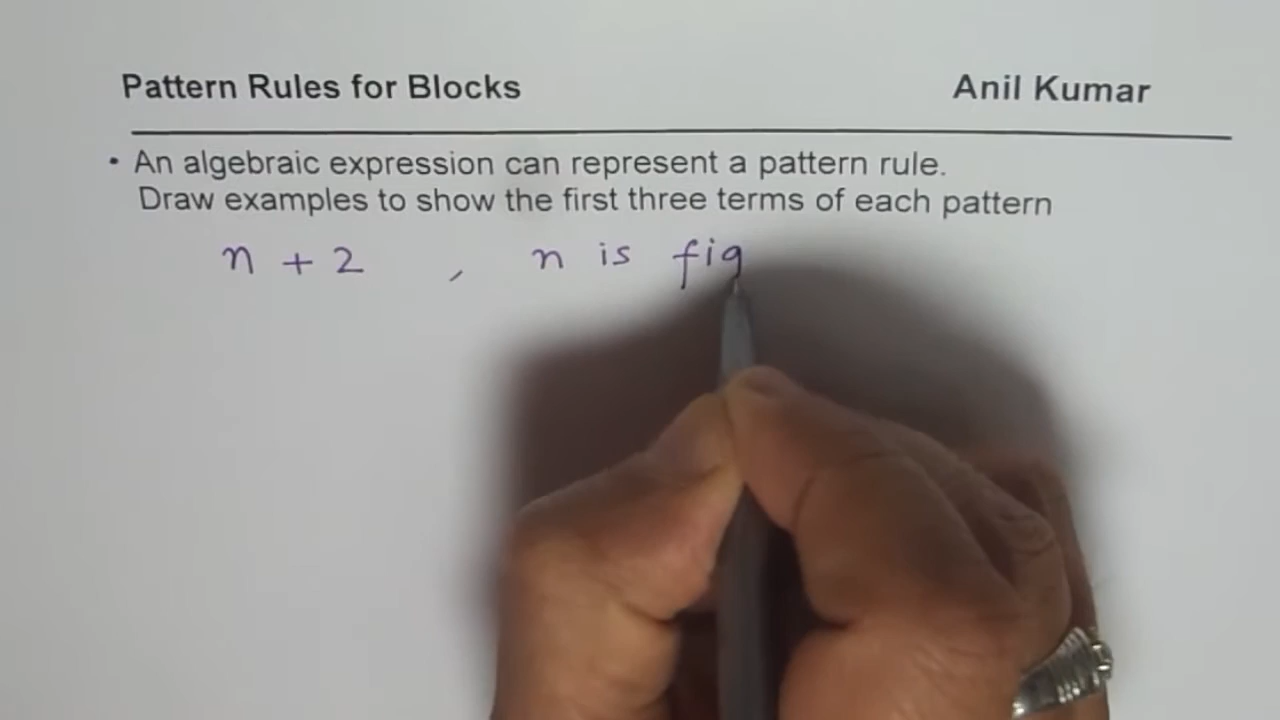 Pattern Rules for Blocks Anil Kumar
• An algebraic expression can represent a pattern rule.
Draw examples to show the first three terms of each pattern
n + 2 , n is fig